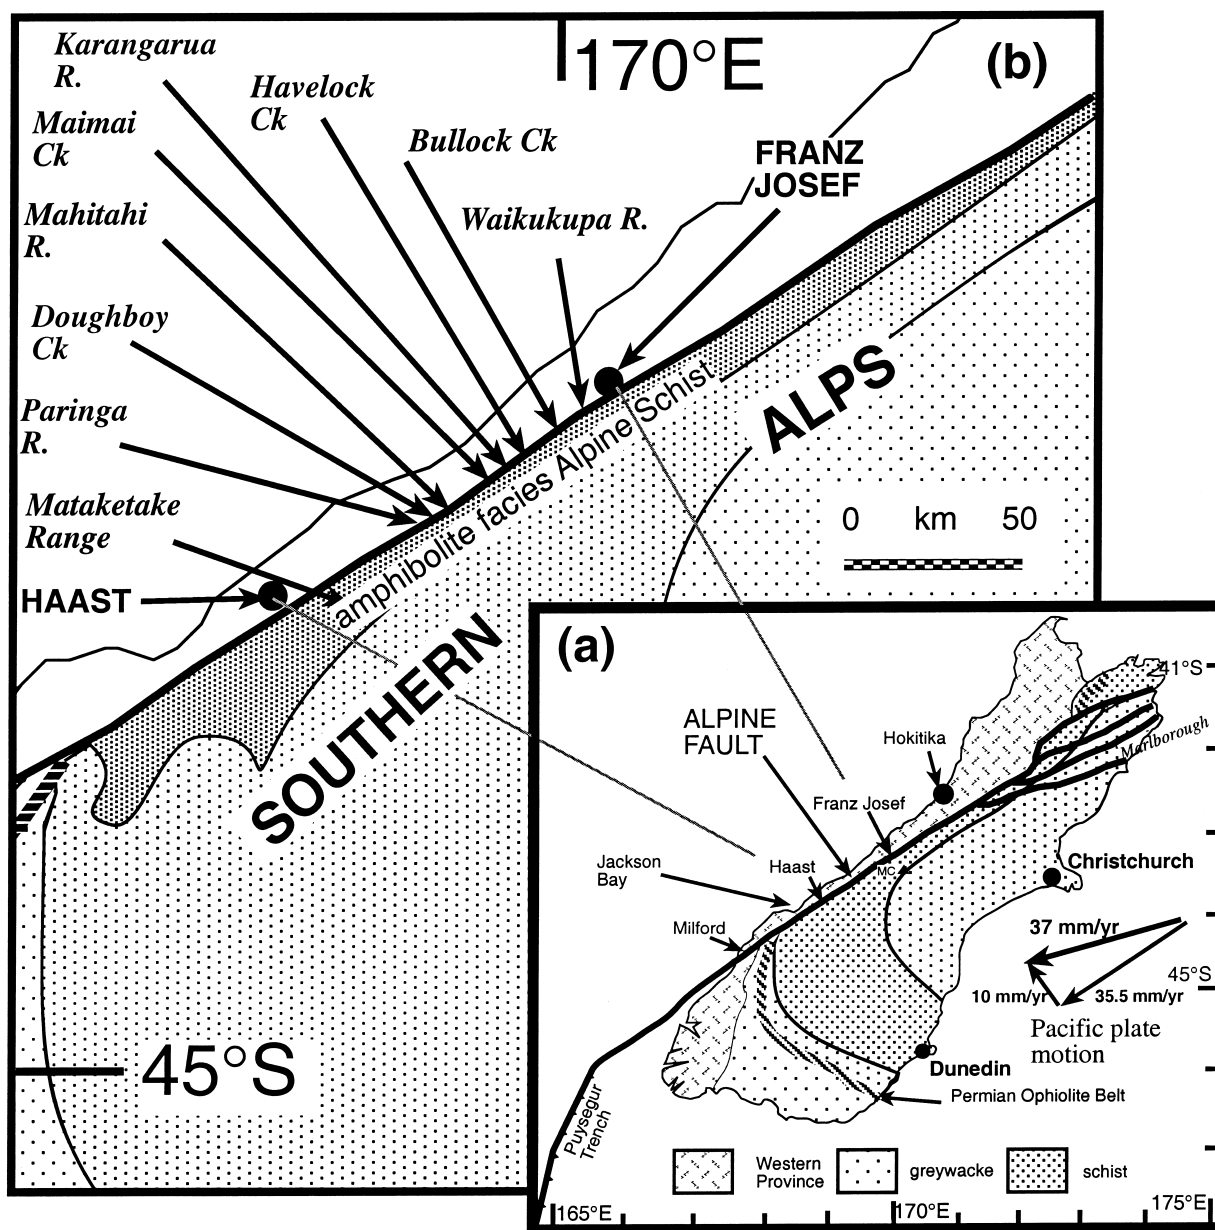 Karangarua
R.
170°E
(b)
Havelock
Ck
Maimai
Ck
Bullock Ck
FRANZ
JOSEF
Mahitahi
R.
Waikukupa R.
Doughboy
Ck
ALPS
Paringa
R.
amphibolite facies Alpine Schist
Mataketake
Range
0 km 50
HAAST
SOUTHERN
45°S
(a)
41°S
ALPINE
FAULT
Hokitika
Marlborough
Franz Josef
Jackson
Bay
Haast
MC
Christchurch
Milford
37 mm/yr
45°S
10 mm/yr
35.5 mm/yr
Pacific plate
motion
Dunedin
Permian Ophiolite Belt
Puysegur
Trench
Western
Province
greywacke
schist
165°E
170°E
175°E